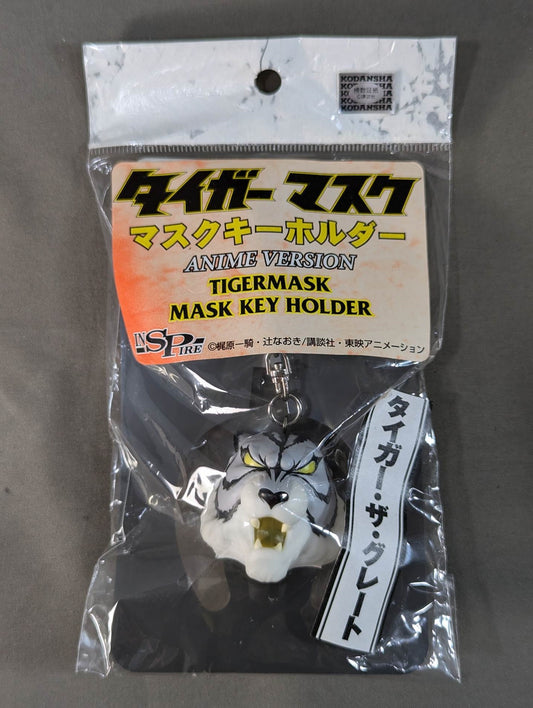 KODANSHA
KODANSHA
KODANSHA
KODANSHA
タイガーマスク
マスクキーホルダー
ANIME VERSION
TIGERMASK
MASK KEY HOLDER
INSPIRE ©梶原一騎・辻なおき/講談社・東映アニメーション
タイガー・ザ・グレート